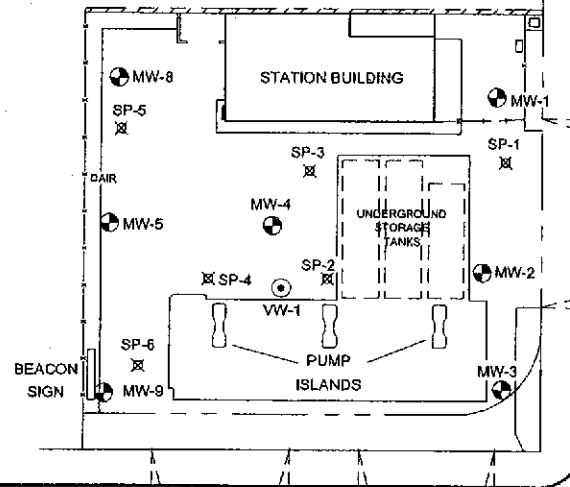 MW-8
STATION BUILDING
MW-1
SP-5
SP-1
SP-3
AIR
MW-4
UNDERGROUND
STORAGE
TANKS
MW-5
MW-2
SP-4
SP-2
VW-1
SP-6
BEACON
SIGN
PUMP
ISLANDS
MW-9
MW-3